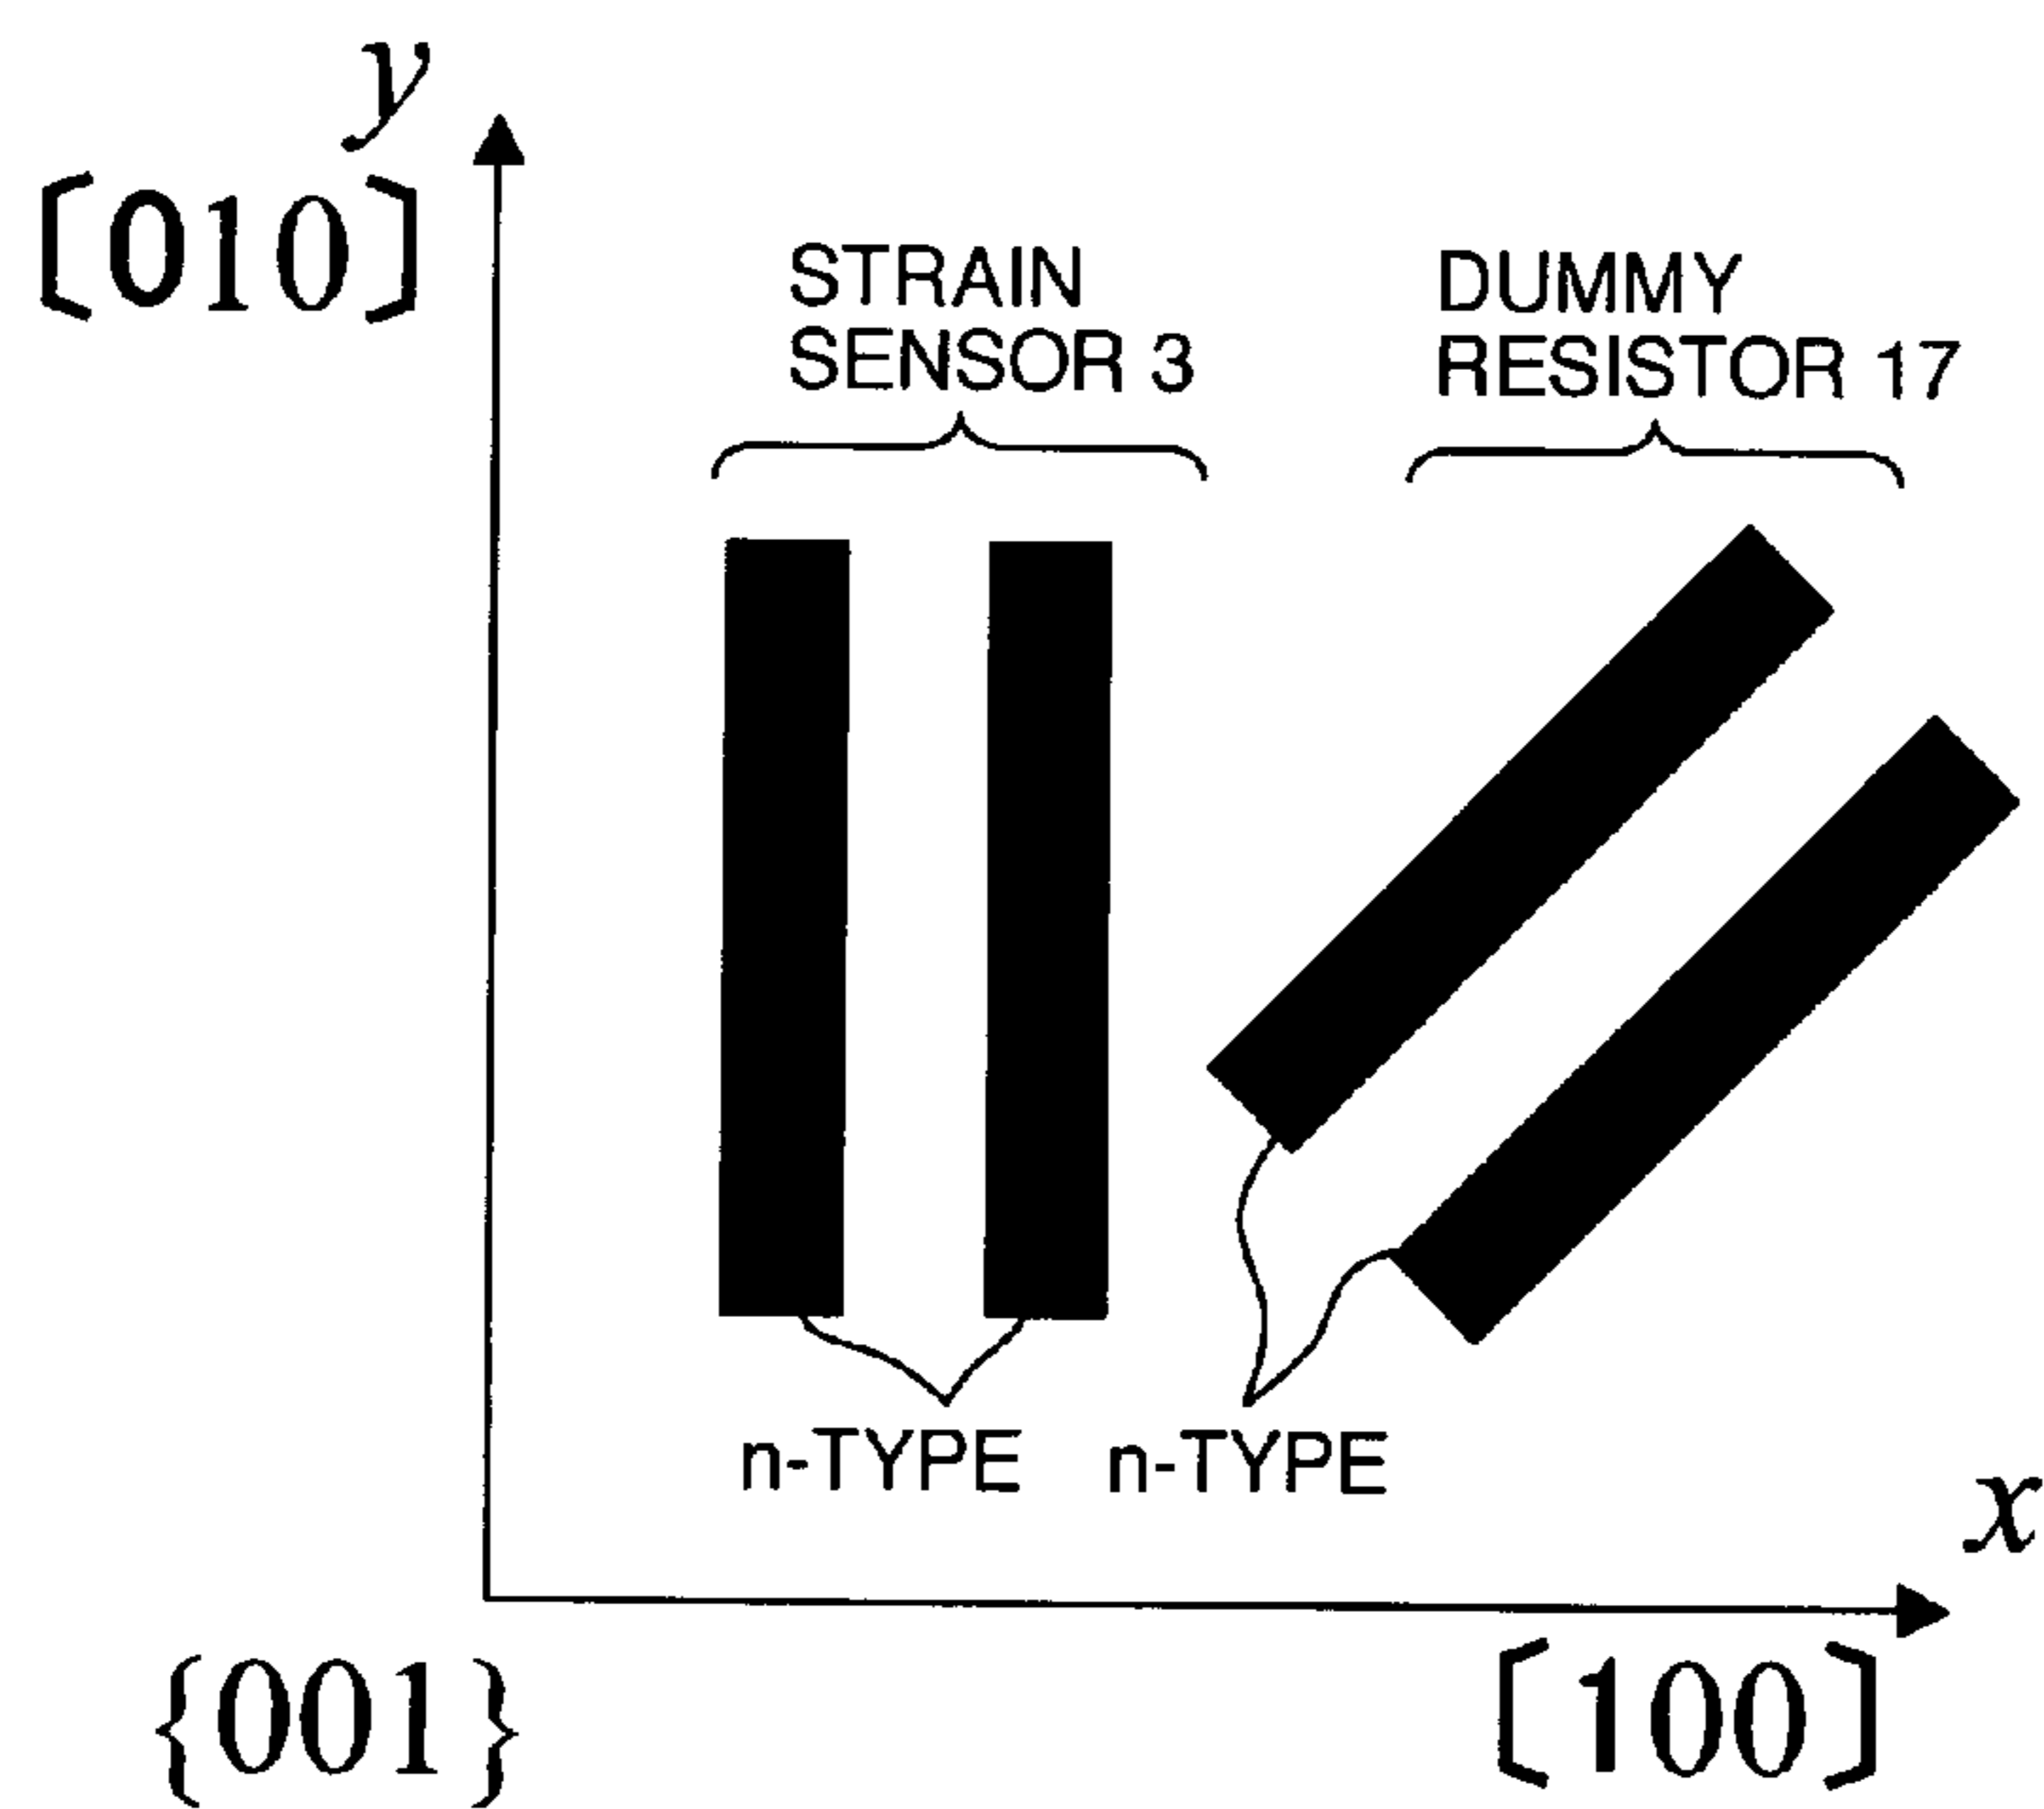 y
〔010〕
STRAIN
SENSOR 3
DUMMY
RESISTOR 17
n-TYPE
n-TYPE
x
{001}
〔100〕